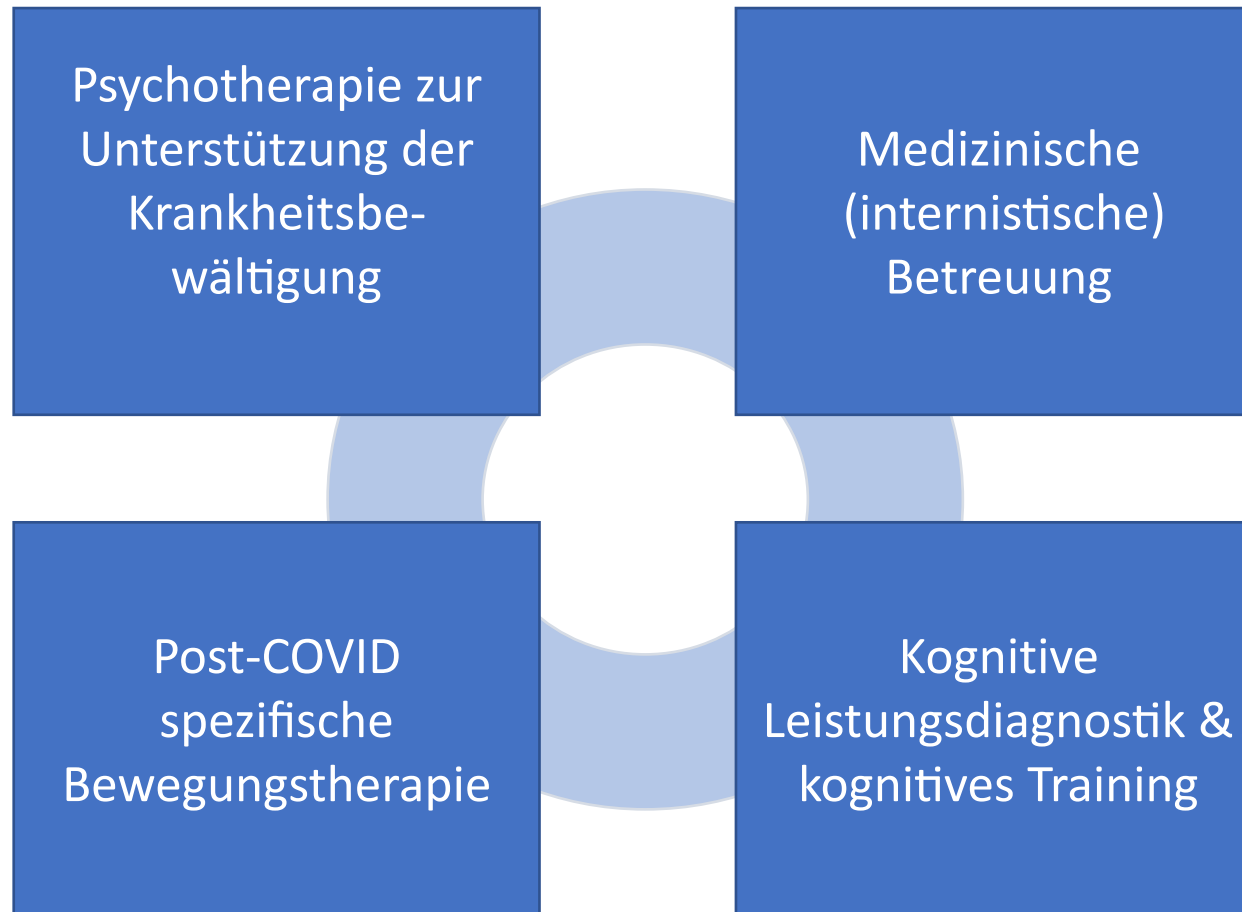 Psychotherapie zur
Unterstützung der
Krankheitsbe-
wältigung
Medizinische
(internistische)
Betreuung
Post-COVID
spezifische
Bewegungstherapie
Kognitive
Leistungsdiagnostik &
kognitives Training